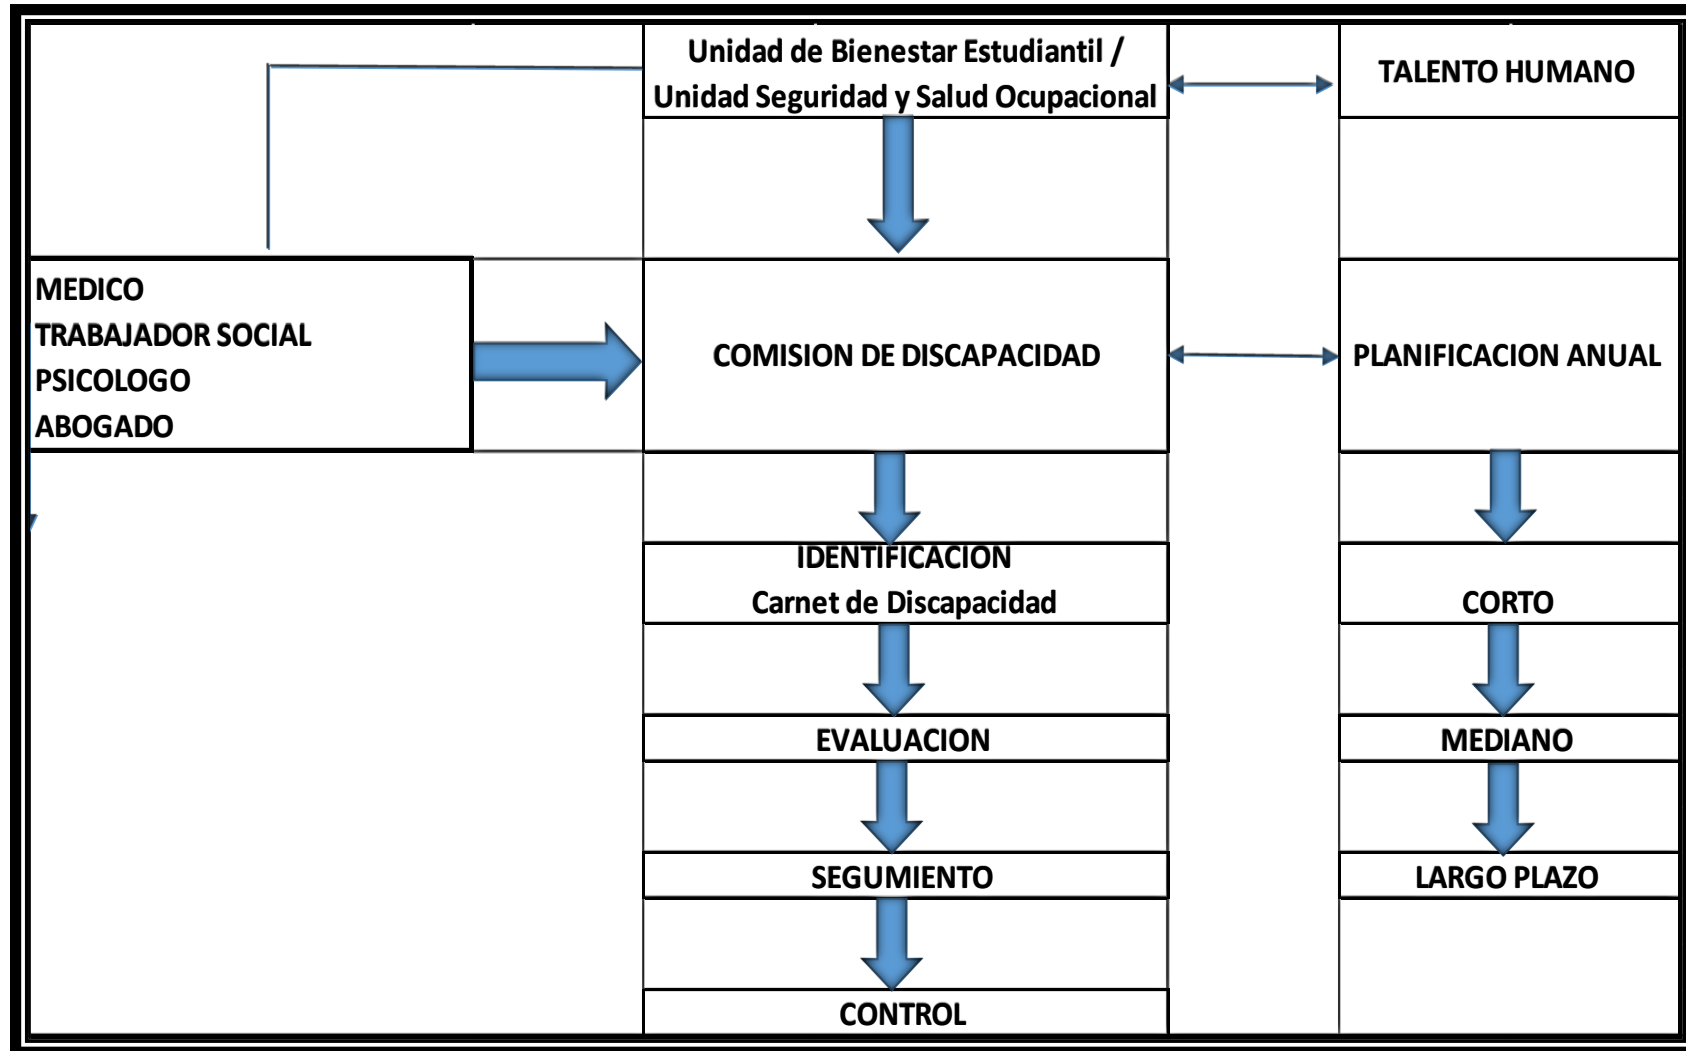 Unidad de Bienestar Estudiantil /
Unidad Seguridad y Salud Ocupacional
TALENTO HUMANO
MEDICO
TRABAJADOR SOCIAL
PSICOLOGO
ABOGADO
COMISION DE DISCAPACIDAD
PLANIFICACION ANUAL
IDENTIFICACION
Carnet de Discapacidad
CORTO
EVALUACION
MEDIANO
SEGUMIENTO
LARGO PLAZO
CONTROL